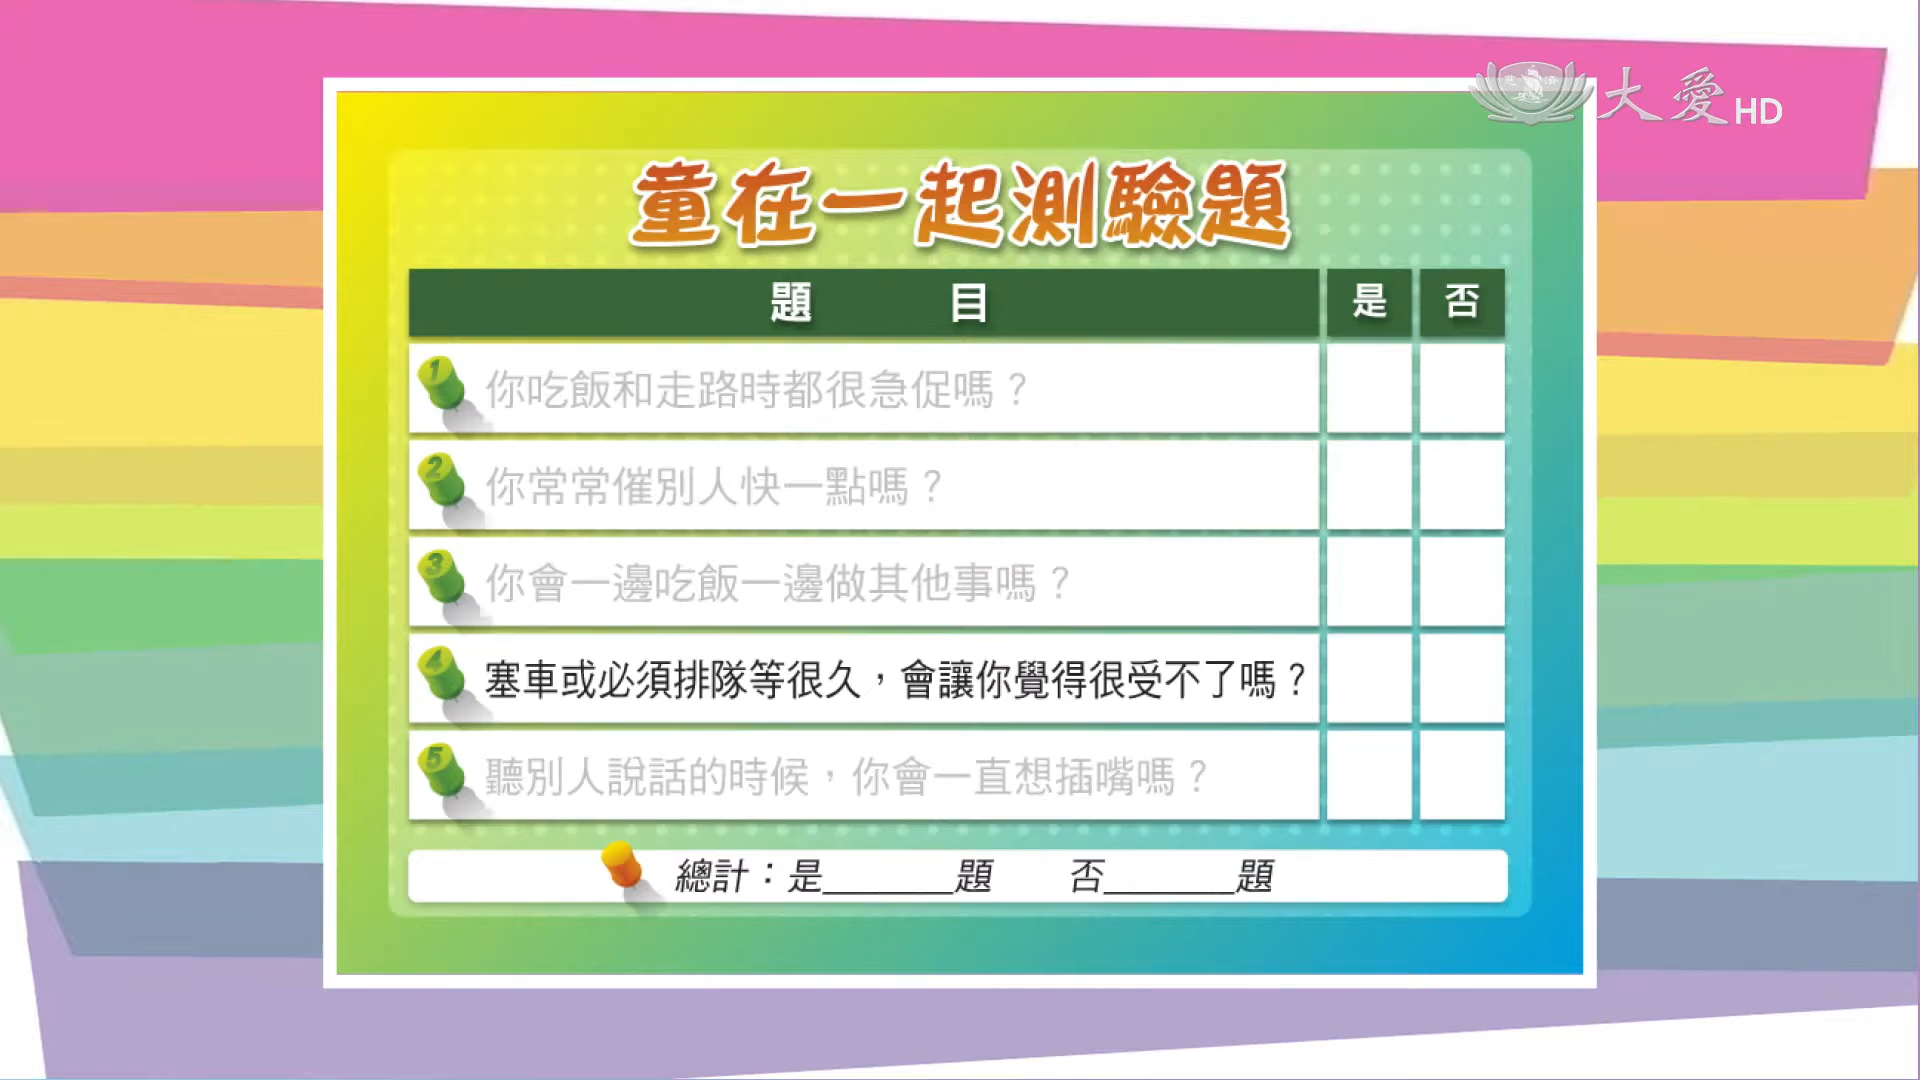 大愛HD
童在一起測驗題
題目 是 否
1 你吃飯和走路時都很急促嗎？
2 你常常催別人快一點嗎？
3 你會一邊吃飯一邊做其他事嗎？
4 塞車或必須排隊等很久，會讓你覺得很受不了嗎？
5 聽別人說話的時候，你會一直想插嘴嗎？
總計：是______題 否______題